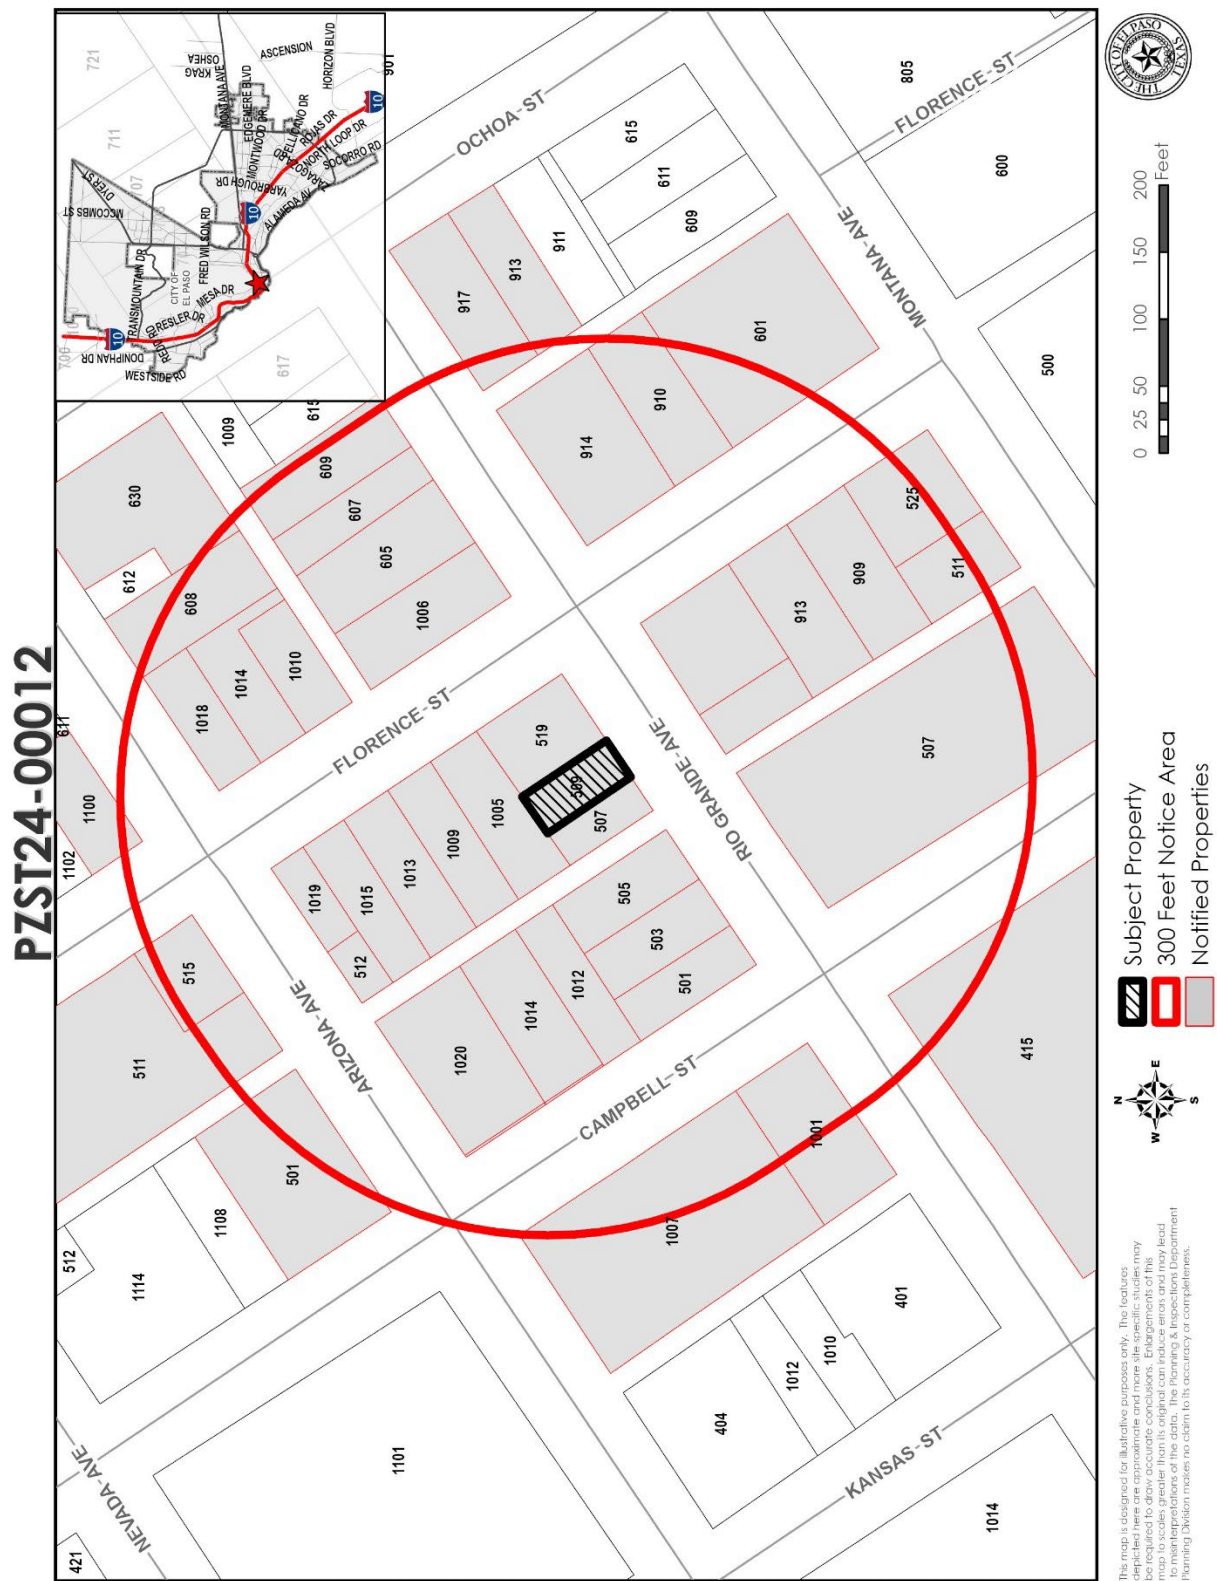 PZST24-00012
721
711
707
700
901
KRAG
OSHEA
ASCENSION
HORIZON BLVD
MONTANA AVE
EDGEMERE BLVD
MONTWOOD DR
PELLICANO DR
ROJAS DR
NORTH LOOP DR
ZARAGOZA RD
SOCORRO RD
YARBROUGH DR
ALAMEDA AV
DYER ST
MCCOMBS ST
FRED WILSON RD
TRANSMOUNTAIN DR
CITY OF
EL PASO
MESA DR
RESLER DR
REDD RD
DONIPHAN DR
WESTSIDE RD
10
10
10
OCHOA-ST
FLORENCE-ST
MONTANA-AVE
RIO GRANDE-AVE
FLORENCE-ST
ARIZONA-AVE
CAMPBELL-ST
NEVADA-AVE
KANSAS-ST
805
600
500
615
611
609
911
913
917
601
910
914
617
615
1009
609
607
605
1006
630
612
608
1010
1014
1018
611
1100
1102
525
511
909
913
507
519
509
507
1005
1009
1013
1015
1019
512
505
503
501
1012
1014
1020
515
511
501
1108
1114
512
415
1001
1007
401
1010
1012
404
1101
421
1014
THE CITY OF EL PASO
TEXAS
0 25 50 100 150 200
Feet
Subject Property
300 Feet Notice Area
Notified Properties
N
W E
S
This map is designed for illustrative purposes only. The features
depicted here are approximate and more site-specific studies may
be required to draw accurate conclusions. Enlargements of this
map to scales greater than its original can induce errors and may lead
to misinterpretations of the data. The Planning & Inspections Department
Planning Division makes no claim to its accuracy or completeness.